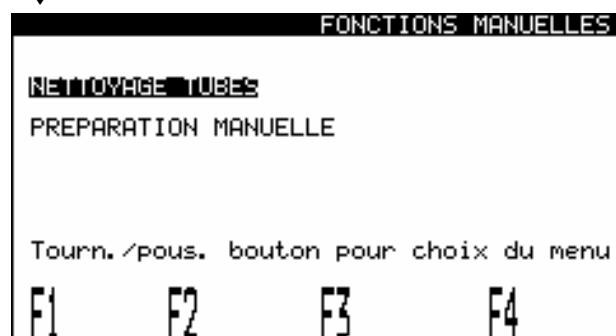 FONCTIONS MANUELLES
NETTOYAGE TUBES
PREPARATION MANUELLE
Tourn./pous. bouton pour choix du menu
F1 F2 F3 F4